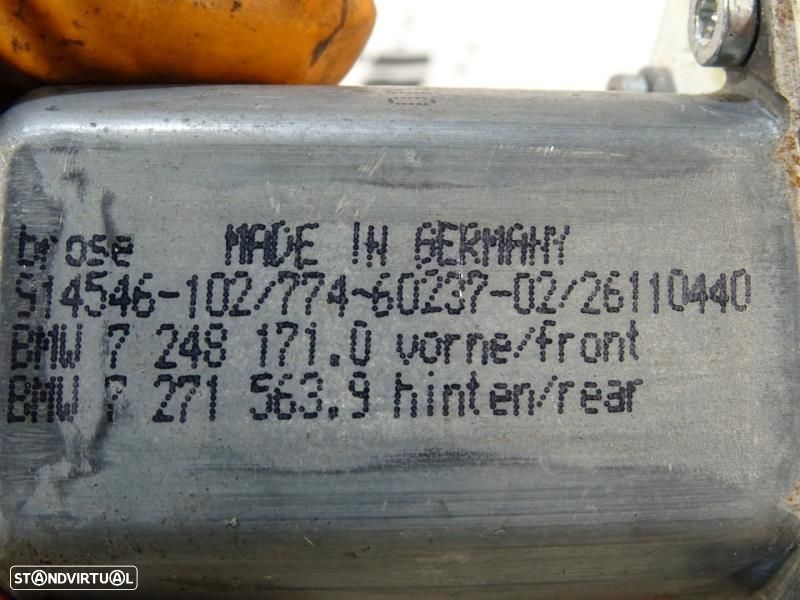 Brose MADE IN GERMANY
914546-102/774-60237-02/26110440
BMW 7 248 171.0 vorne/front
BMW 7 271 563.9 hinten/rear
STANDVIRTUAL